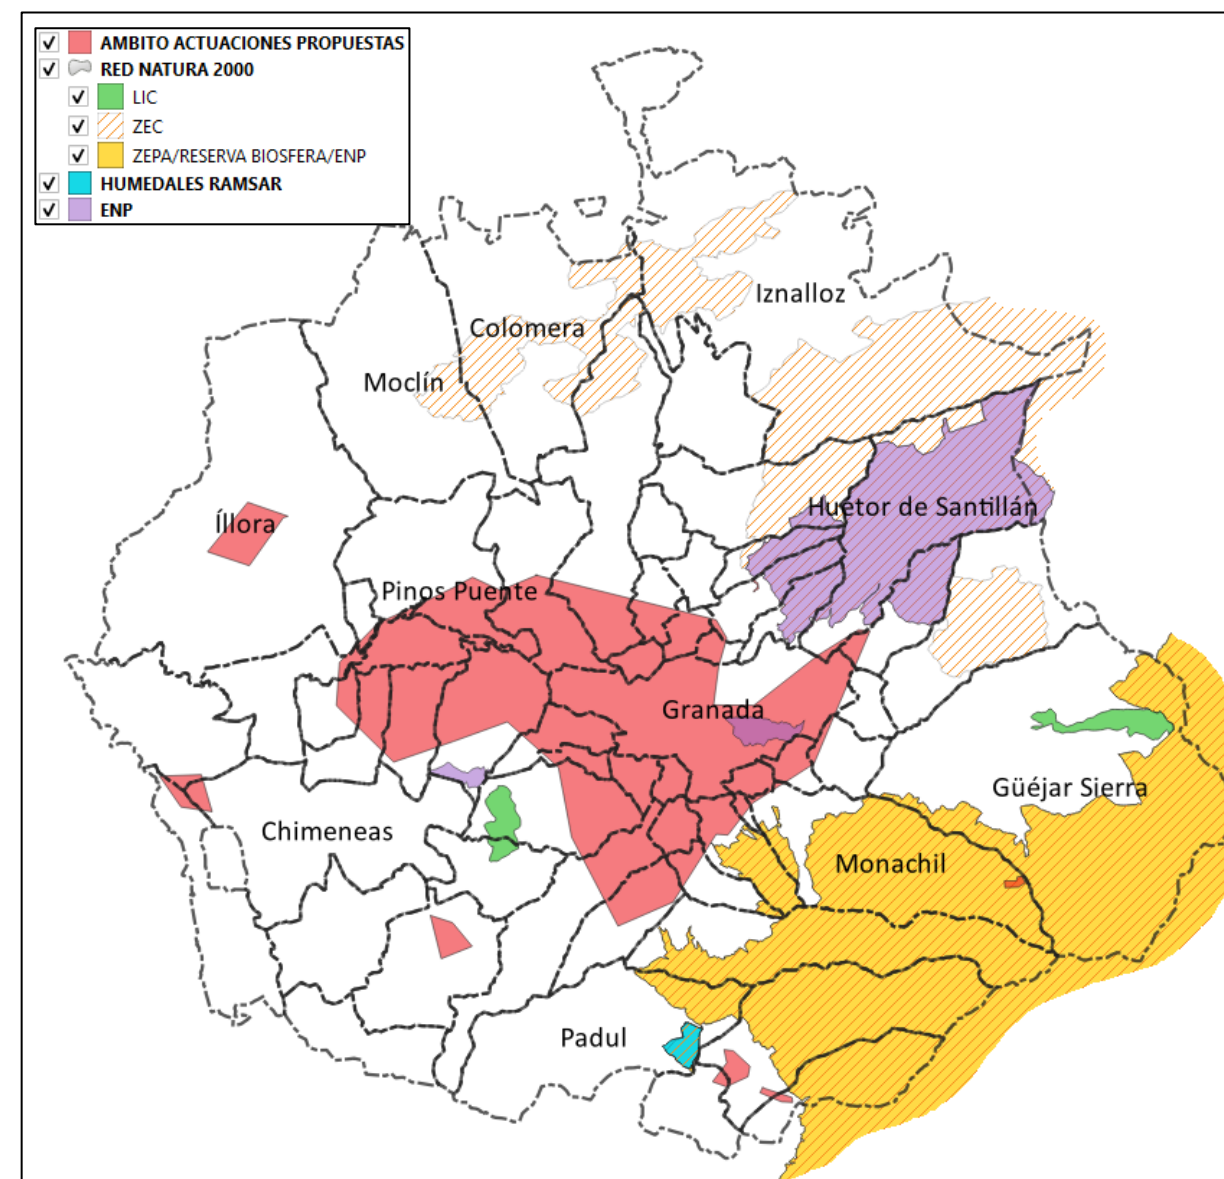 AMBITO ACTUACIONES PROPUESTAS
RED NATURA 2000
LIC
ZEC
ZEPA/RESERVA BIOSFERA/ENP
HUMEDALES RAMSAR
ENP
Iznalloz
Colomera
Moclín
Huetor de Santillán
Íllora
Pinos Puente
Granada
Güéjar Sierra
Chimeneas
Monachil
Padul